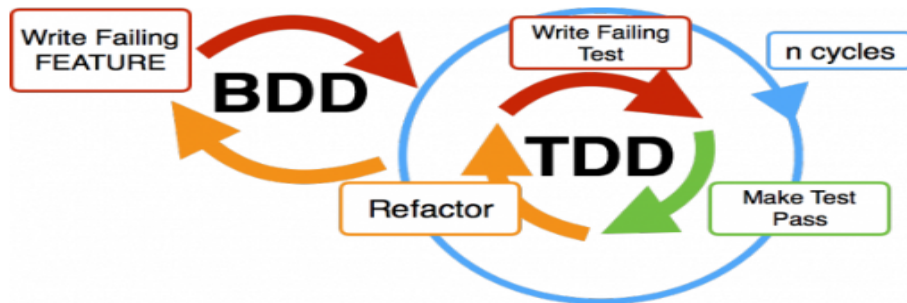 Write Failing
FEATURE
BDD
Write Failing
Test
n cycles
TDD
Refactor
Make Test
Pass